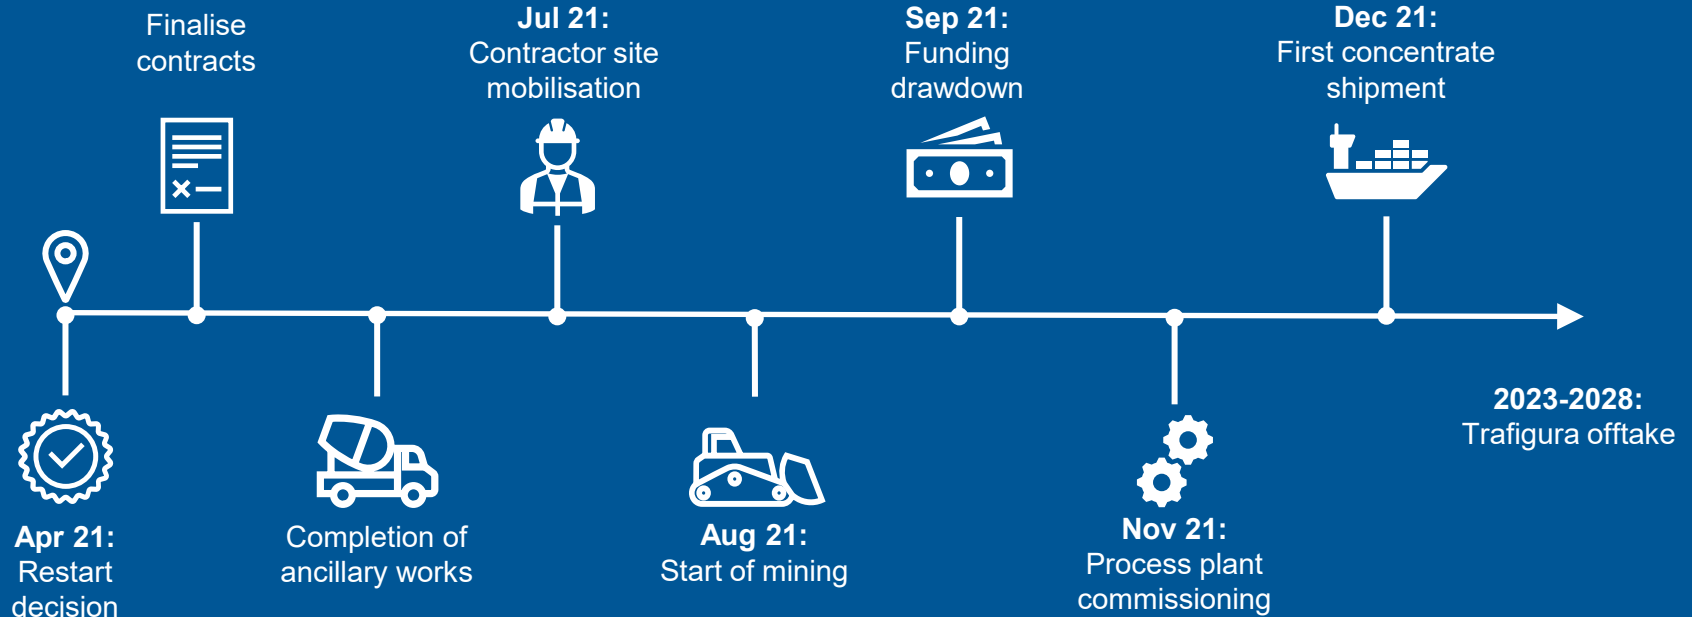 Finalise
contracts
Jul 21:
Contractor site
mobilisation
Sep 21:
Funding
drawdown
Dec 21:
First concentrate
shipment
2023-2028:
Trafigura offtake
Apr 21:
Restart
decision
Completion of
ancillary works
Aug 21:
Start of mining
Nov 21:
Process plant
commissioning